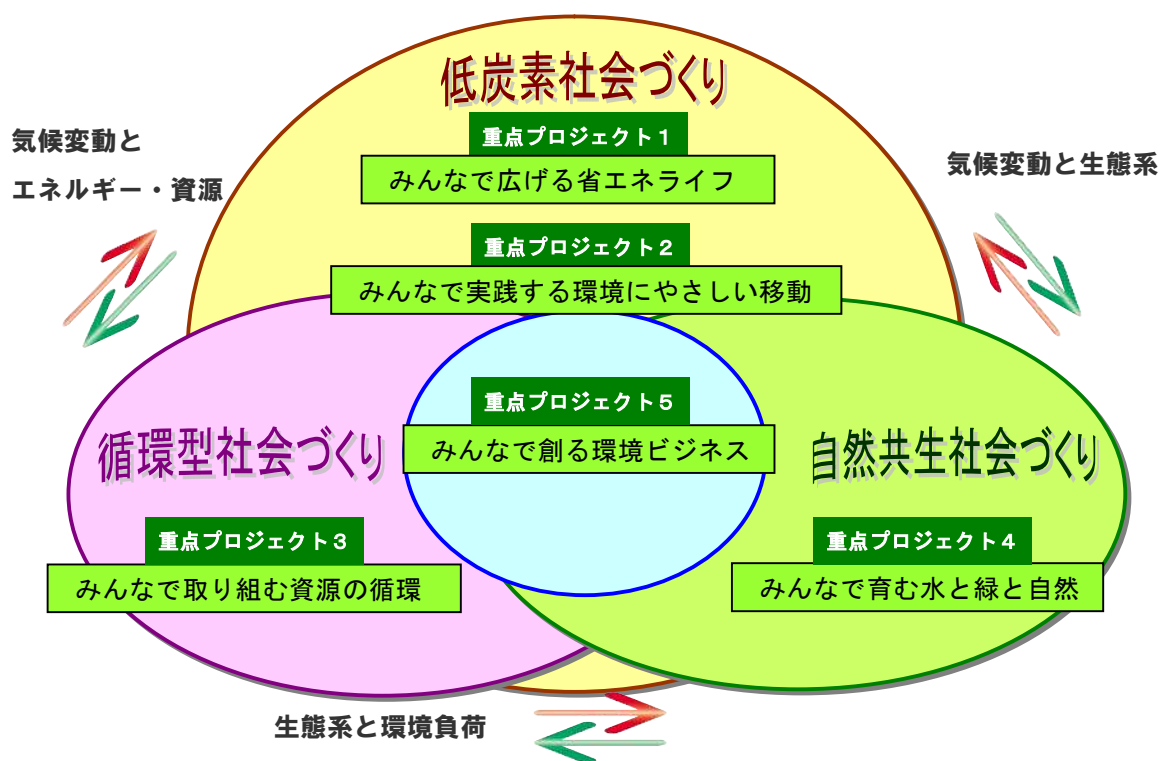 低炭素社会づくり
重点プロジェクト1
みんなで広げる省エネライフ
気候変動と
エネルギー・資源
気候変動と生態系
重点プロジェクト2
みんなで実践する環境にやさしい移動
重点プロジェクト5
みんなで創る環境ビジネス
循環型社会づくり
自然共生社会づくり
重点プロジェクト3
みんなで取り組む資源の循環
重点プロジェクト4
みんなで育む水と緑と自然
生態系と環境負荷